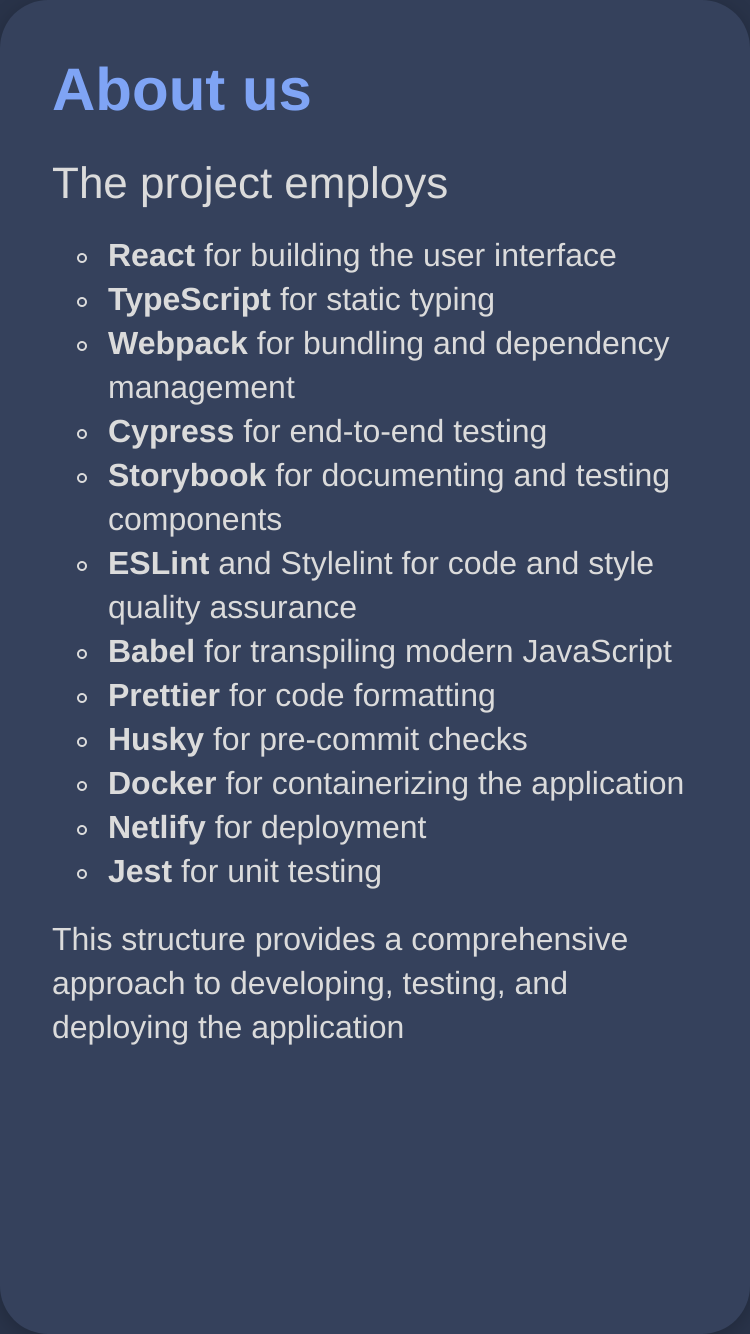 About us
The project employs
React for building the user interface
TypeScript for static typing
Webpack for bundling and dependency
management
Cypress for end-to-end testing
Storybook for documenting and testing
components
ESLint and Stylelint for code and style
quality assurance
Babel for transpiling modern JavaScript
Prettier for code formatting
Husky for pre-commit checks
Docker for containerizing the application
Netlify for deployment
Jest for unit testing
This structure provides a comprehensive
approach to developing, testing, and
deploying the application